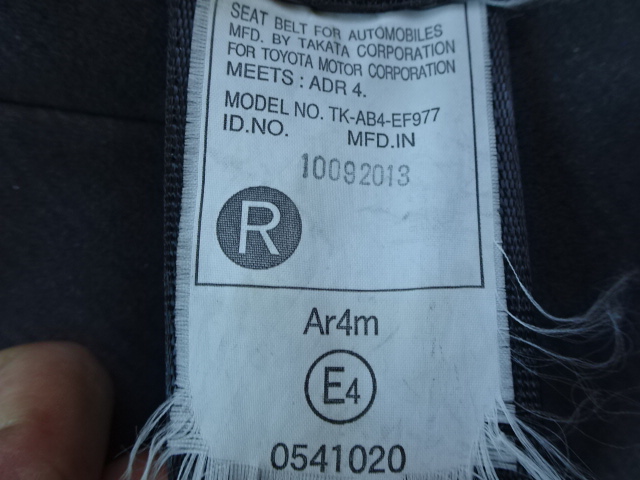 SEAT BELT FOR AUTOMOBILES
MFD. BY TAKATA CORPORATION
FOR TOYOTA MOTOR CORPORATION
MEETS : ADR 4.
MODEL NO. TK-AB4-EF977
ID.NO. MFD.IN
10092013
R
Ar4m
E4
0541020